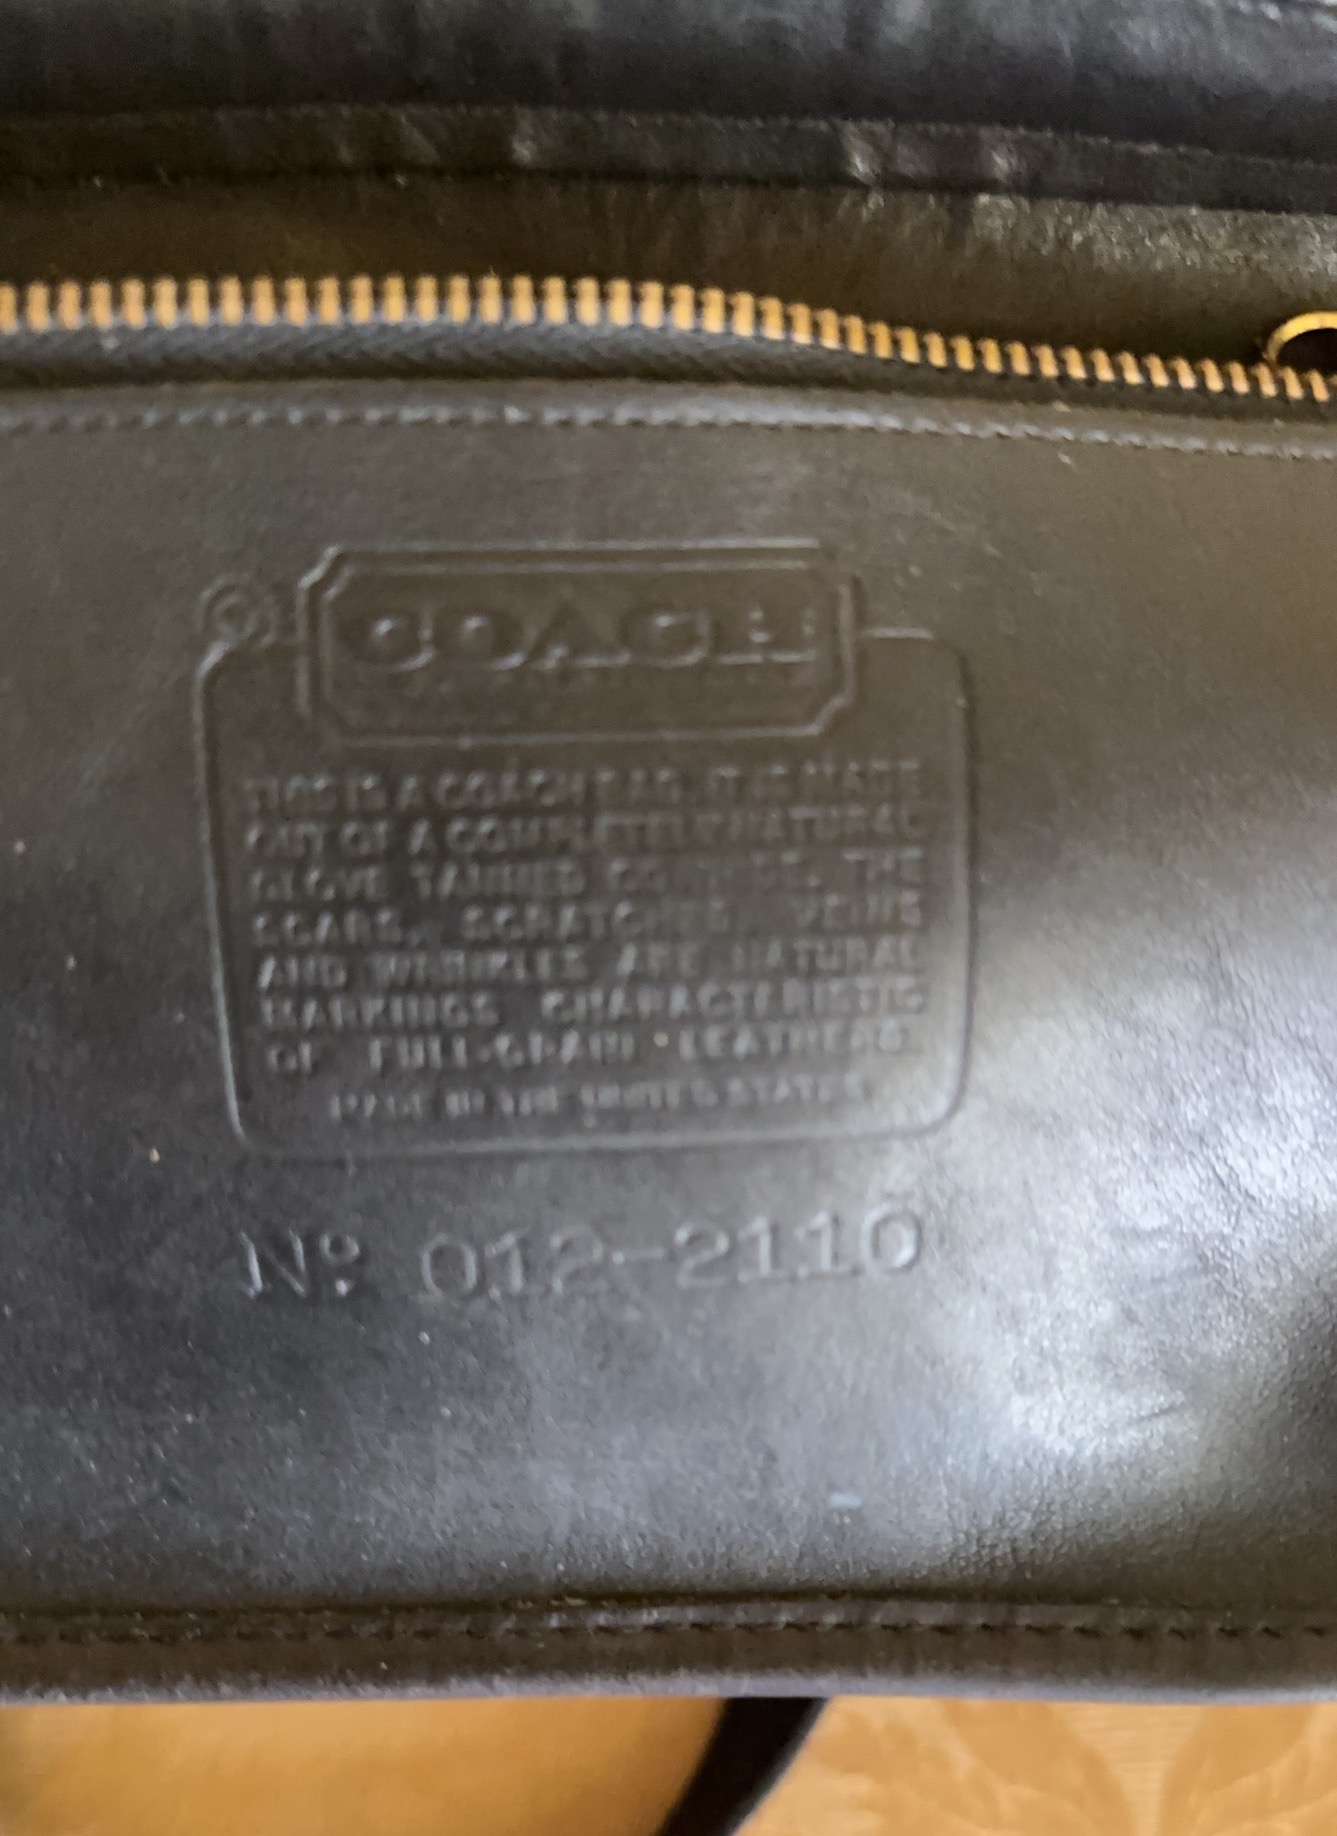 COACH
THIS IS A COACH BAG. IT IS MADE
OUT OF A COMPLETELY NATURAL
GLOVE TANNED COWHIDE. THE
SCARS, SCRATCHES, VEINS
AND WRINKLES ARE NATURAL
MARKINGS CHARACTERISTIC
OF FULL-GRAIN LEATHERS.
MADE IN THE UNITED STATES
Nº 012-2110